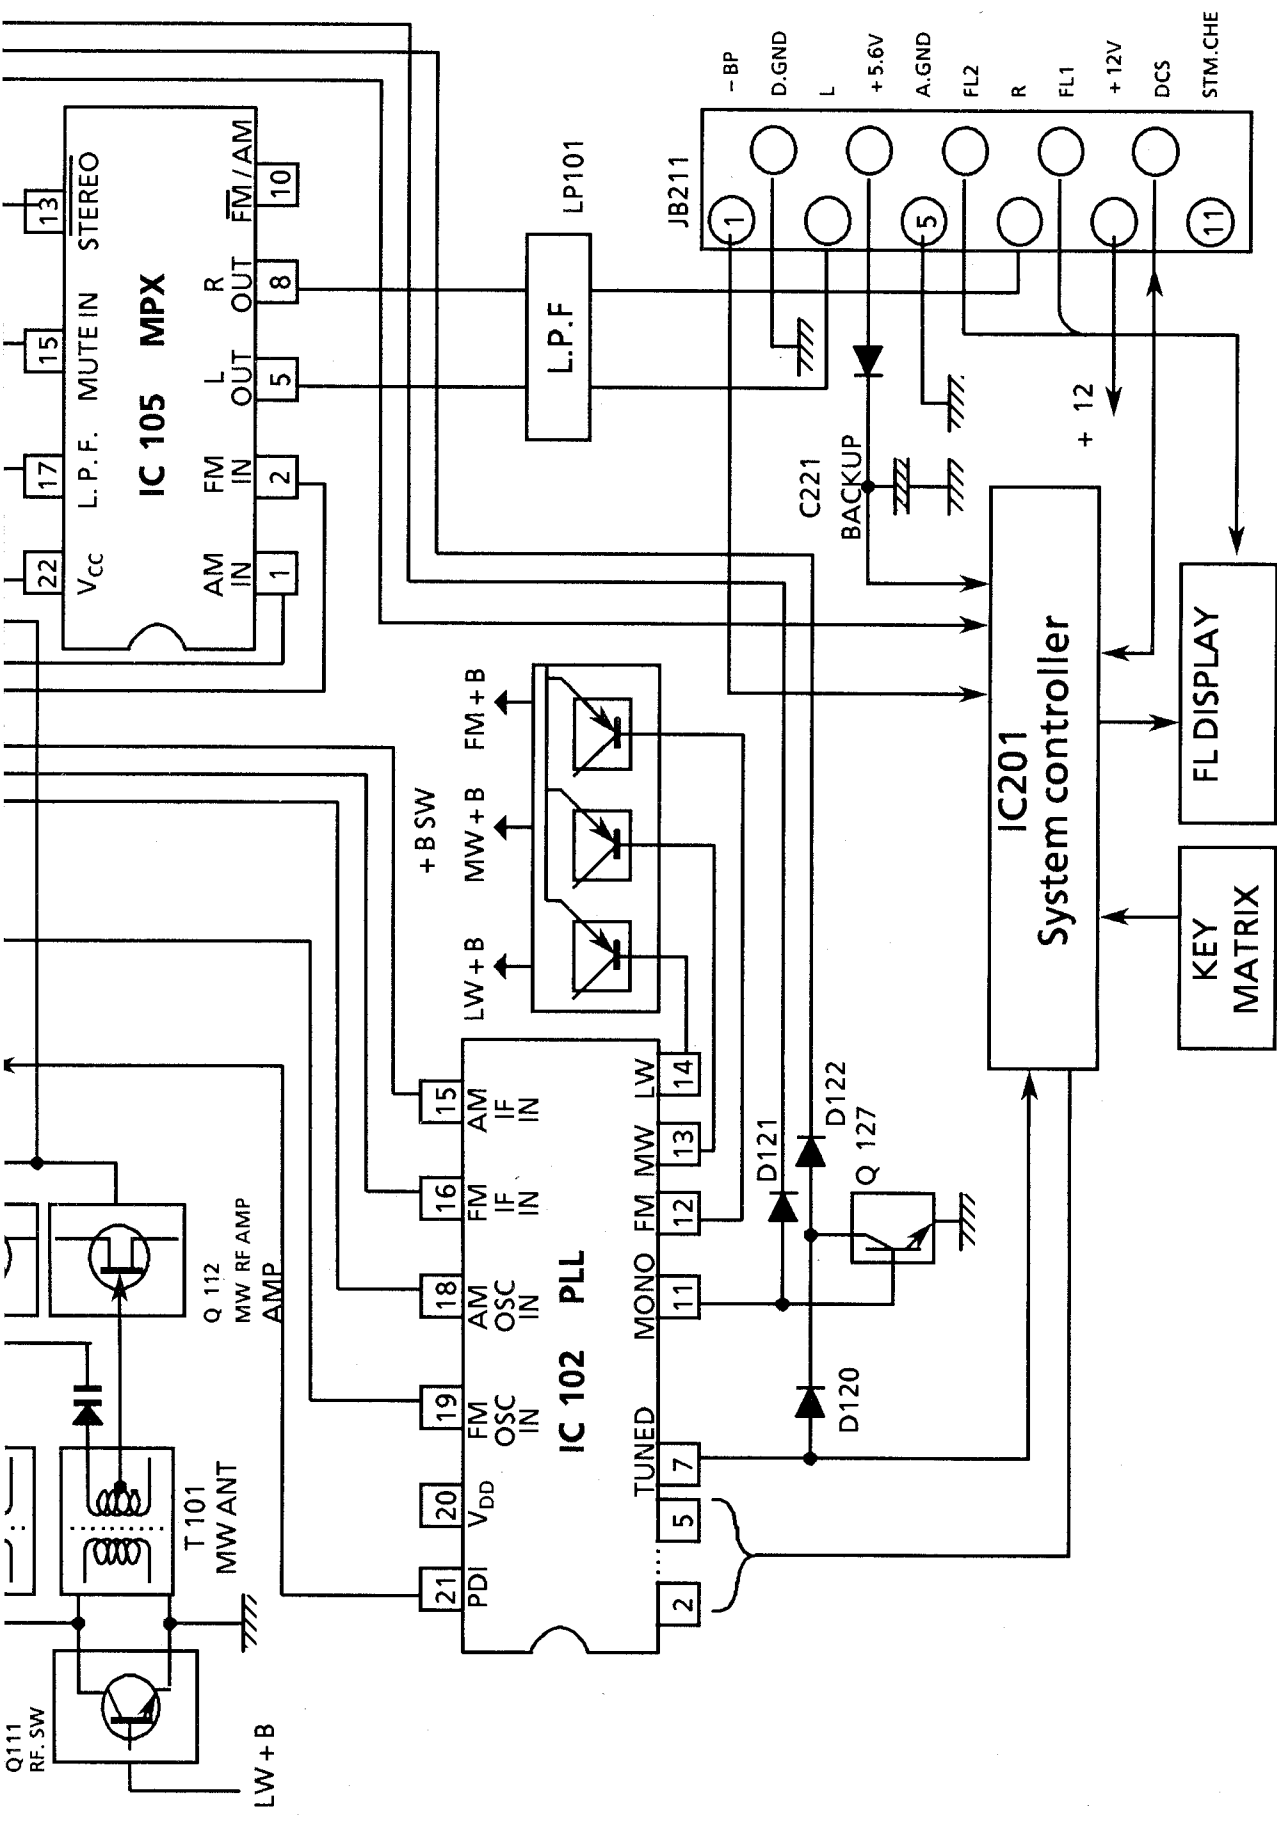 Q111
RF. SW
LW + B
T 101
MW ANT
Q 112
MW RF AMP
AMP
22
17
15
13
VCC
L. P. F.
MUTE IN
STEREO
IC 105 MPX
AM
IN
FM
IN
L
OUT
R
OUT
FM / AM
1
2
5
8
10
21
20
19
18
16
15
PDI
VDD
FM
OSC
IN
AM
OSC
IN
FM
IF
IN
AM
IF
IN
IC 102 PLL
TUNED
MONO
FM
MW
LW
2
5
7
11
12
13
14
+ B SW
LW + B
MW + B
FM + B
L.P.F
LP101
D120
D121
D122
Q 127
C221
BACKUP
+ 12
JB211
1
5
11
– BP
D.GND
L
+ 5.6V
A.GND
FL2
R
FL1
+ 12V
DCS
STM.CHE
IC201
System controller
KEY
MATRIX
FL DISPLAY